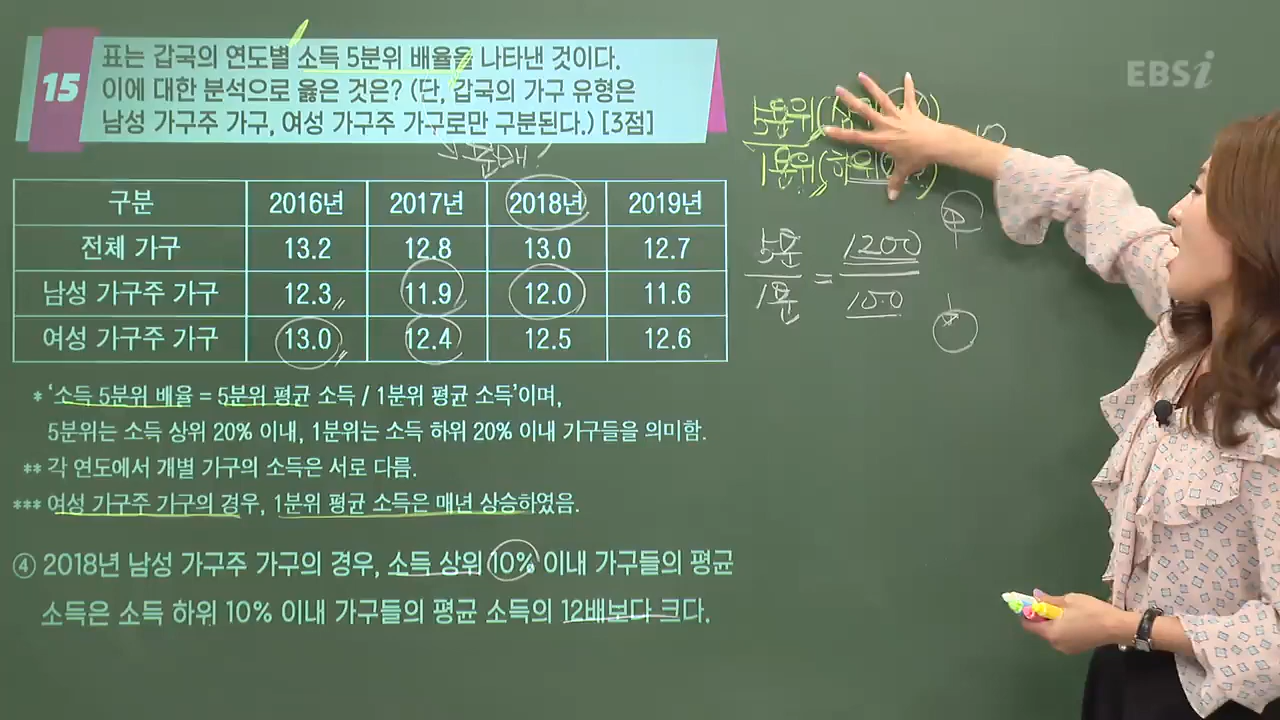 15
표는 갑국의 연도별 소득 5분위 배율을 나타낸 것이다.
이에 대한 분석으로 옳은 것은? (단, 갑국의 가구 유형은
남성 가구주 가구, 여성 가구주 가구로만 구분된다.) [3점]
EBSi
구분 2016년 2017년 2018년 2019년
전체 가구 13.2 12.8 13.0 12.7
남성 가구주 가구 12.3 11.9 12.0 11.6
여성 가구주 가구 13.0 12.4 12.5 12.6
* ‘소득 5분위 배율 = 5분위 평균 소득 / 1분위 평균 소득’이며,
5분위는 소득 상위 20% 이내, 1분위는 소득 하위 20% 이내 가구들을 의미함.
** 각 연도에서 개별 가구의 소득은 서로 다름.
*** 여성 가구주 가구의 경우, 1분위 평균 소득은 매년 상승하였음.
④ 2018년 남성 가구주 가구의 경우, 소득 상위 10% 이내 가구들의 평균
소득은 소득 하위 10% 이내 가구들의 평균 소득의 12배보다 크다.
5분위(상위
1분위(하위
5분 1200
=
1분 100